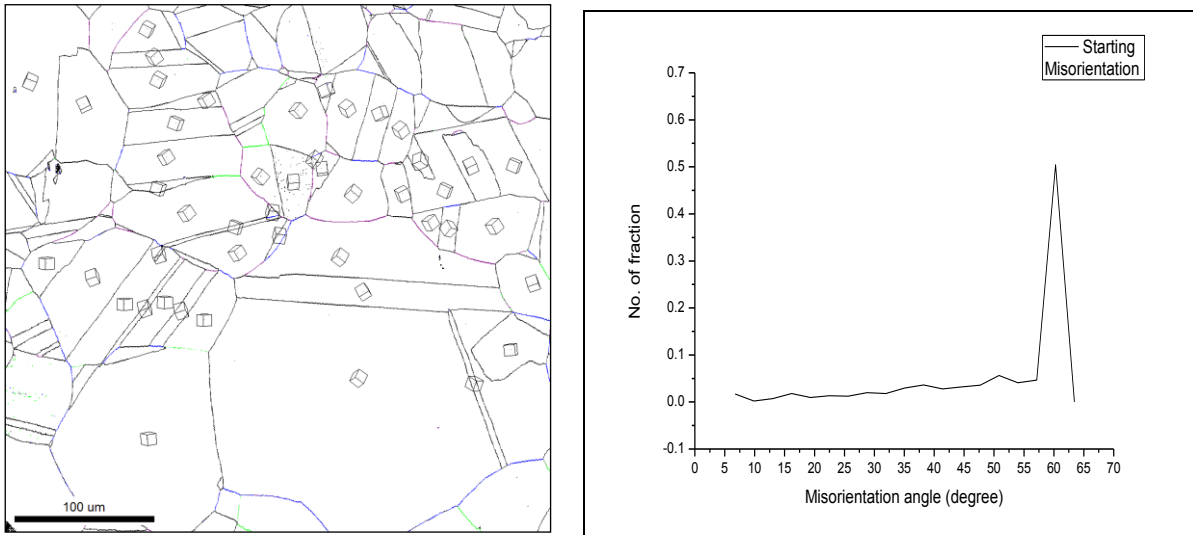 100 um
Starting
Misorientation
No. of fraction
0.7
0.6
0.5
0.4
0.3
0.2
0.1
0.0
-0.1
0 5 10 15 20 25 30 35 40 45 50 55 60 65 70
Misorientation angle (degree)